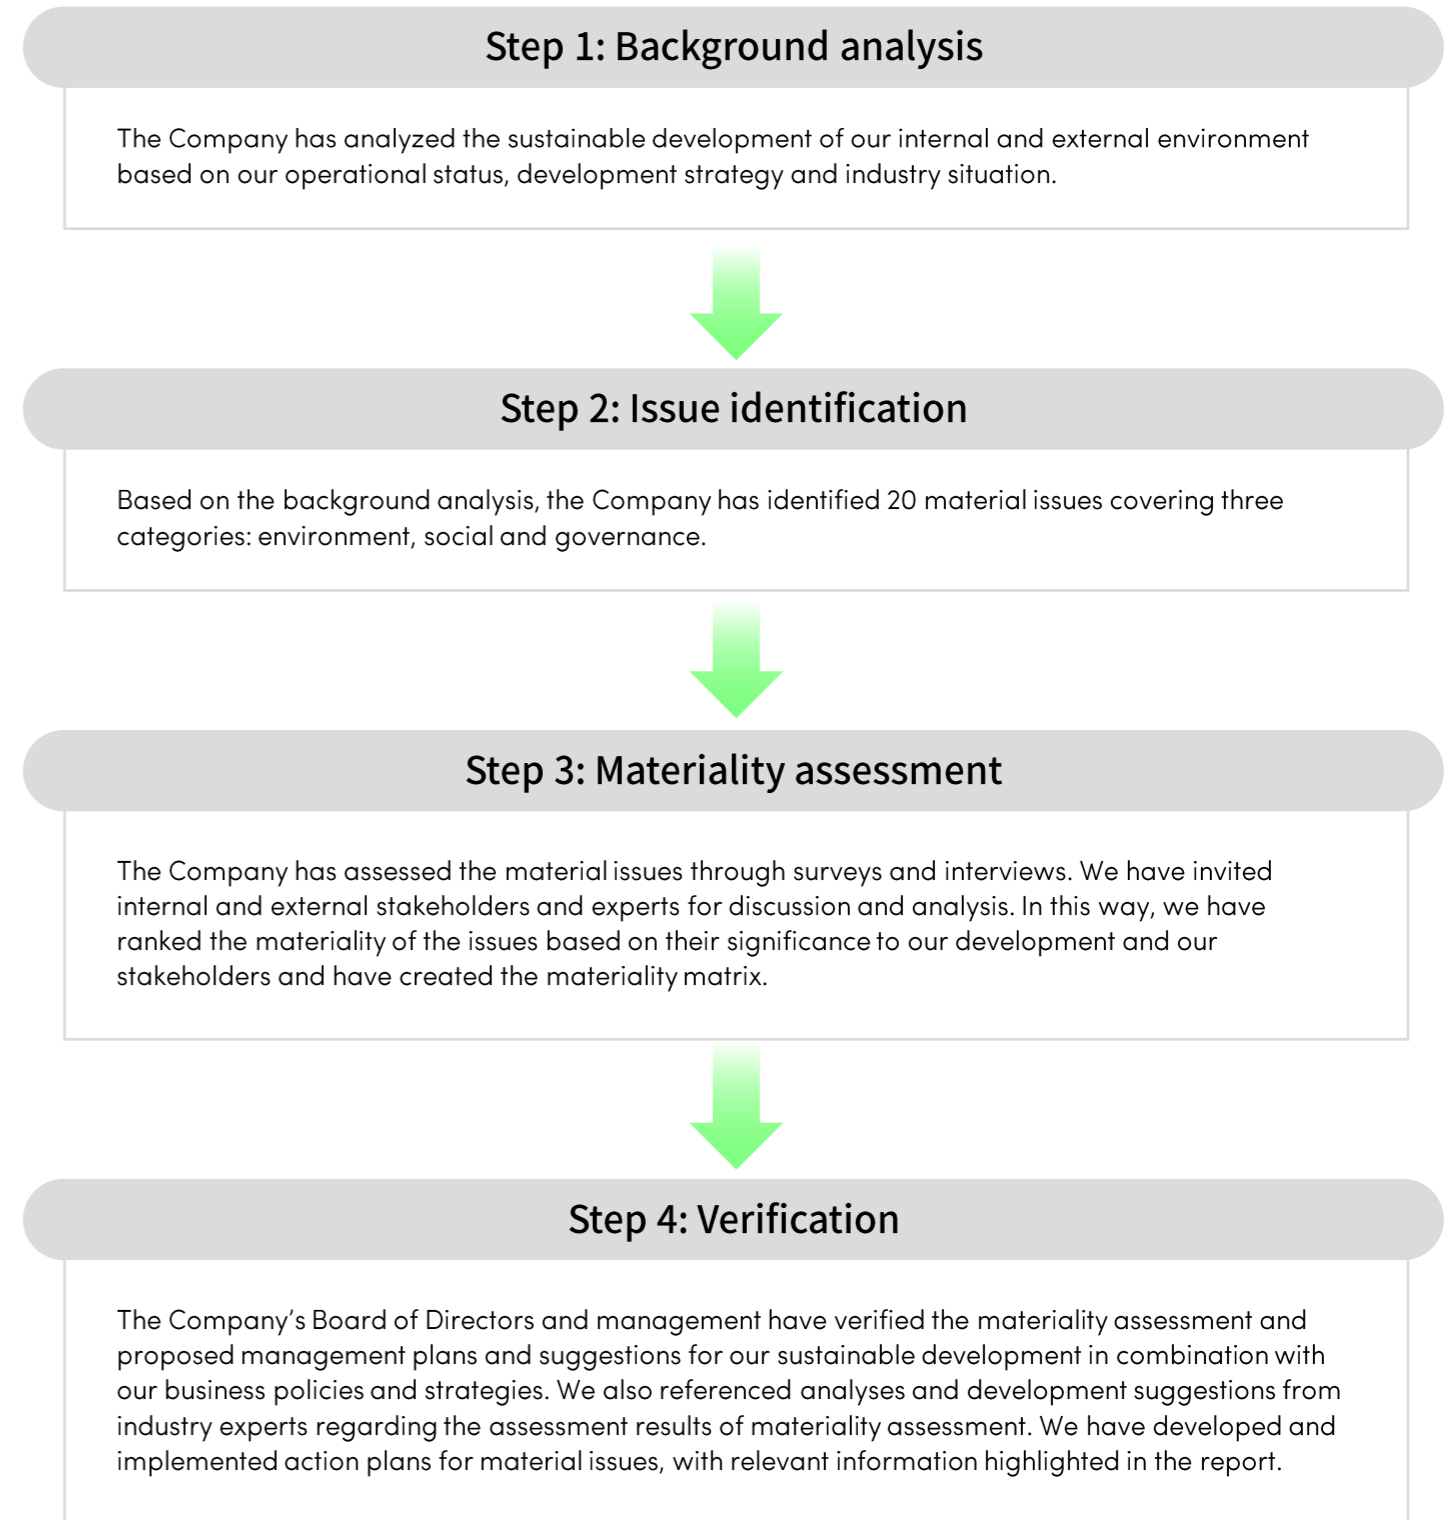 Step 1: Background analysis
The Company has analyzed the sustainable development of our internal and external environment
based on our operational status, development strategy and industry situation.
Step 2: Issue identification
Based on the background analysis, the Company has identified 20 material issues covering three
categories: environment, social and governance.
Step 3: Materiality assessment
The Company has assessed the material issues through surveys and interviews. We have invited
internal and external stakeholders and experts for discussion and analysis. In this way, we have
ranked the materiality of the issues based on their significance to our development and our
stakeholders and have created the materiality matrix.
Step 4: Verification
The Company’s Board of Directors and management have verified the materiality assessment and
proposed management plans and suggestions for our sustainable development in combination with
our business policies and strategies. We also referenced analyses and development suggestions from
industry experts regarding the assessment results of materiality assessment. We have developed and
implemented action plans for material issues, with relevant information highlighted in the report.